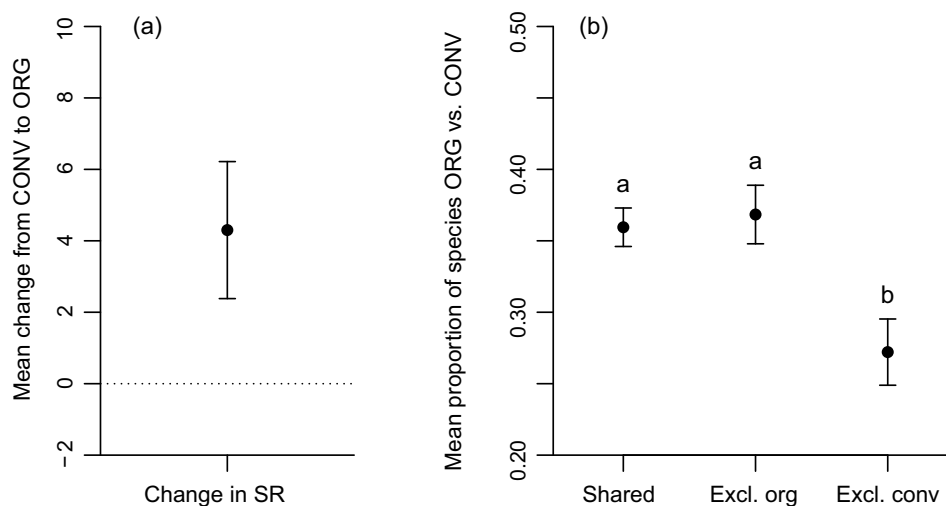 (a)
Mean change from CONV to ORG
10
8
6
4
2
0
−2
Change in SR
(b)
Mean proportion of species ORG vs. CONV
0.50
0.40
0.30
0.20
a
a
b
Shared
Excl. org
Excl. conv